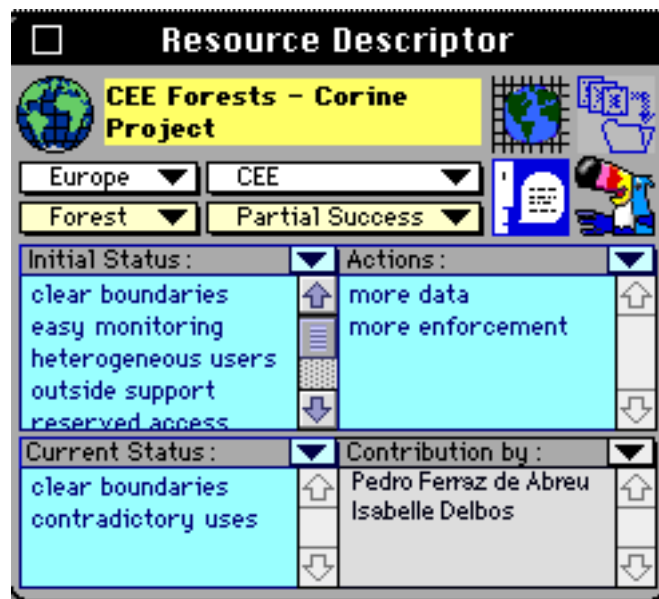 Resource Descriptor
CEE Forests - Corine
Project
Europe
CEE
Forest
Partial Success
Initial Status:
clear boundaries
easy monitoring
heterogeneous users
outside support
reserved access
Actions:
more data
more enforcement
Current Status:
clear boundaries
contradictory uses
Contribution by :
Pedro Ferraz de Abreu
Isabelle Delbos